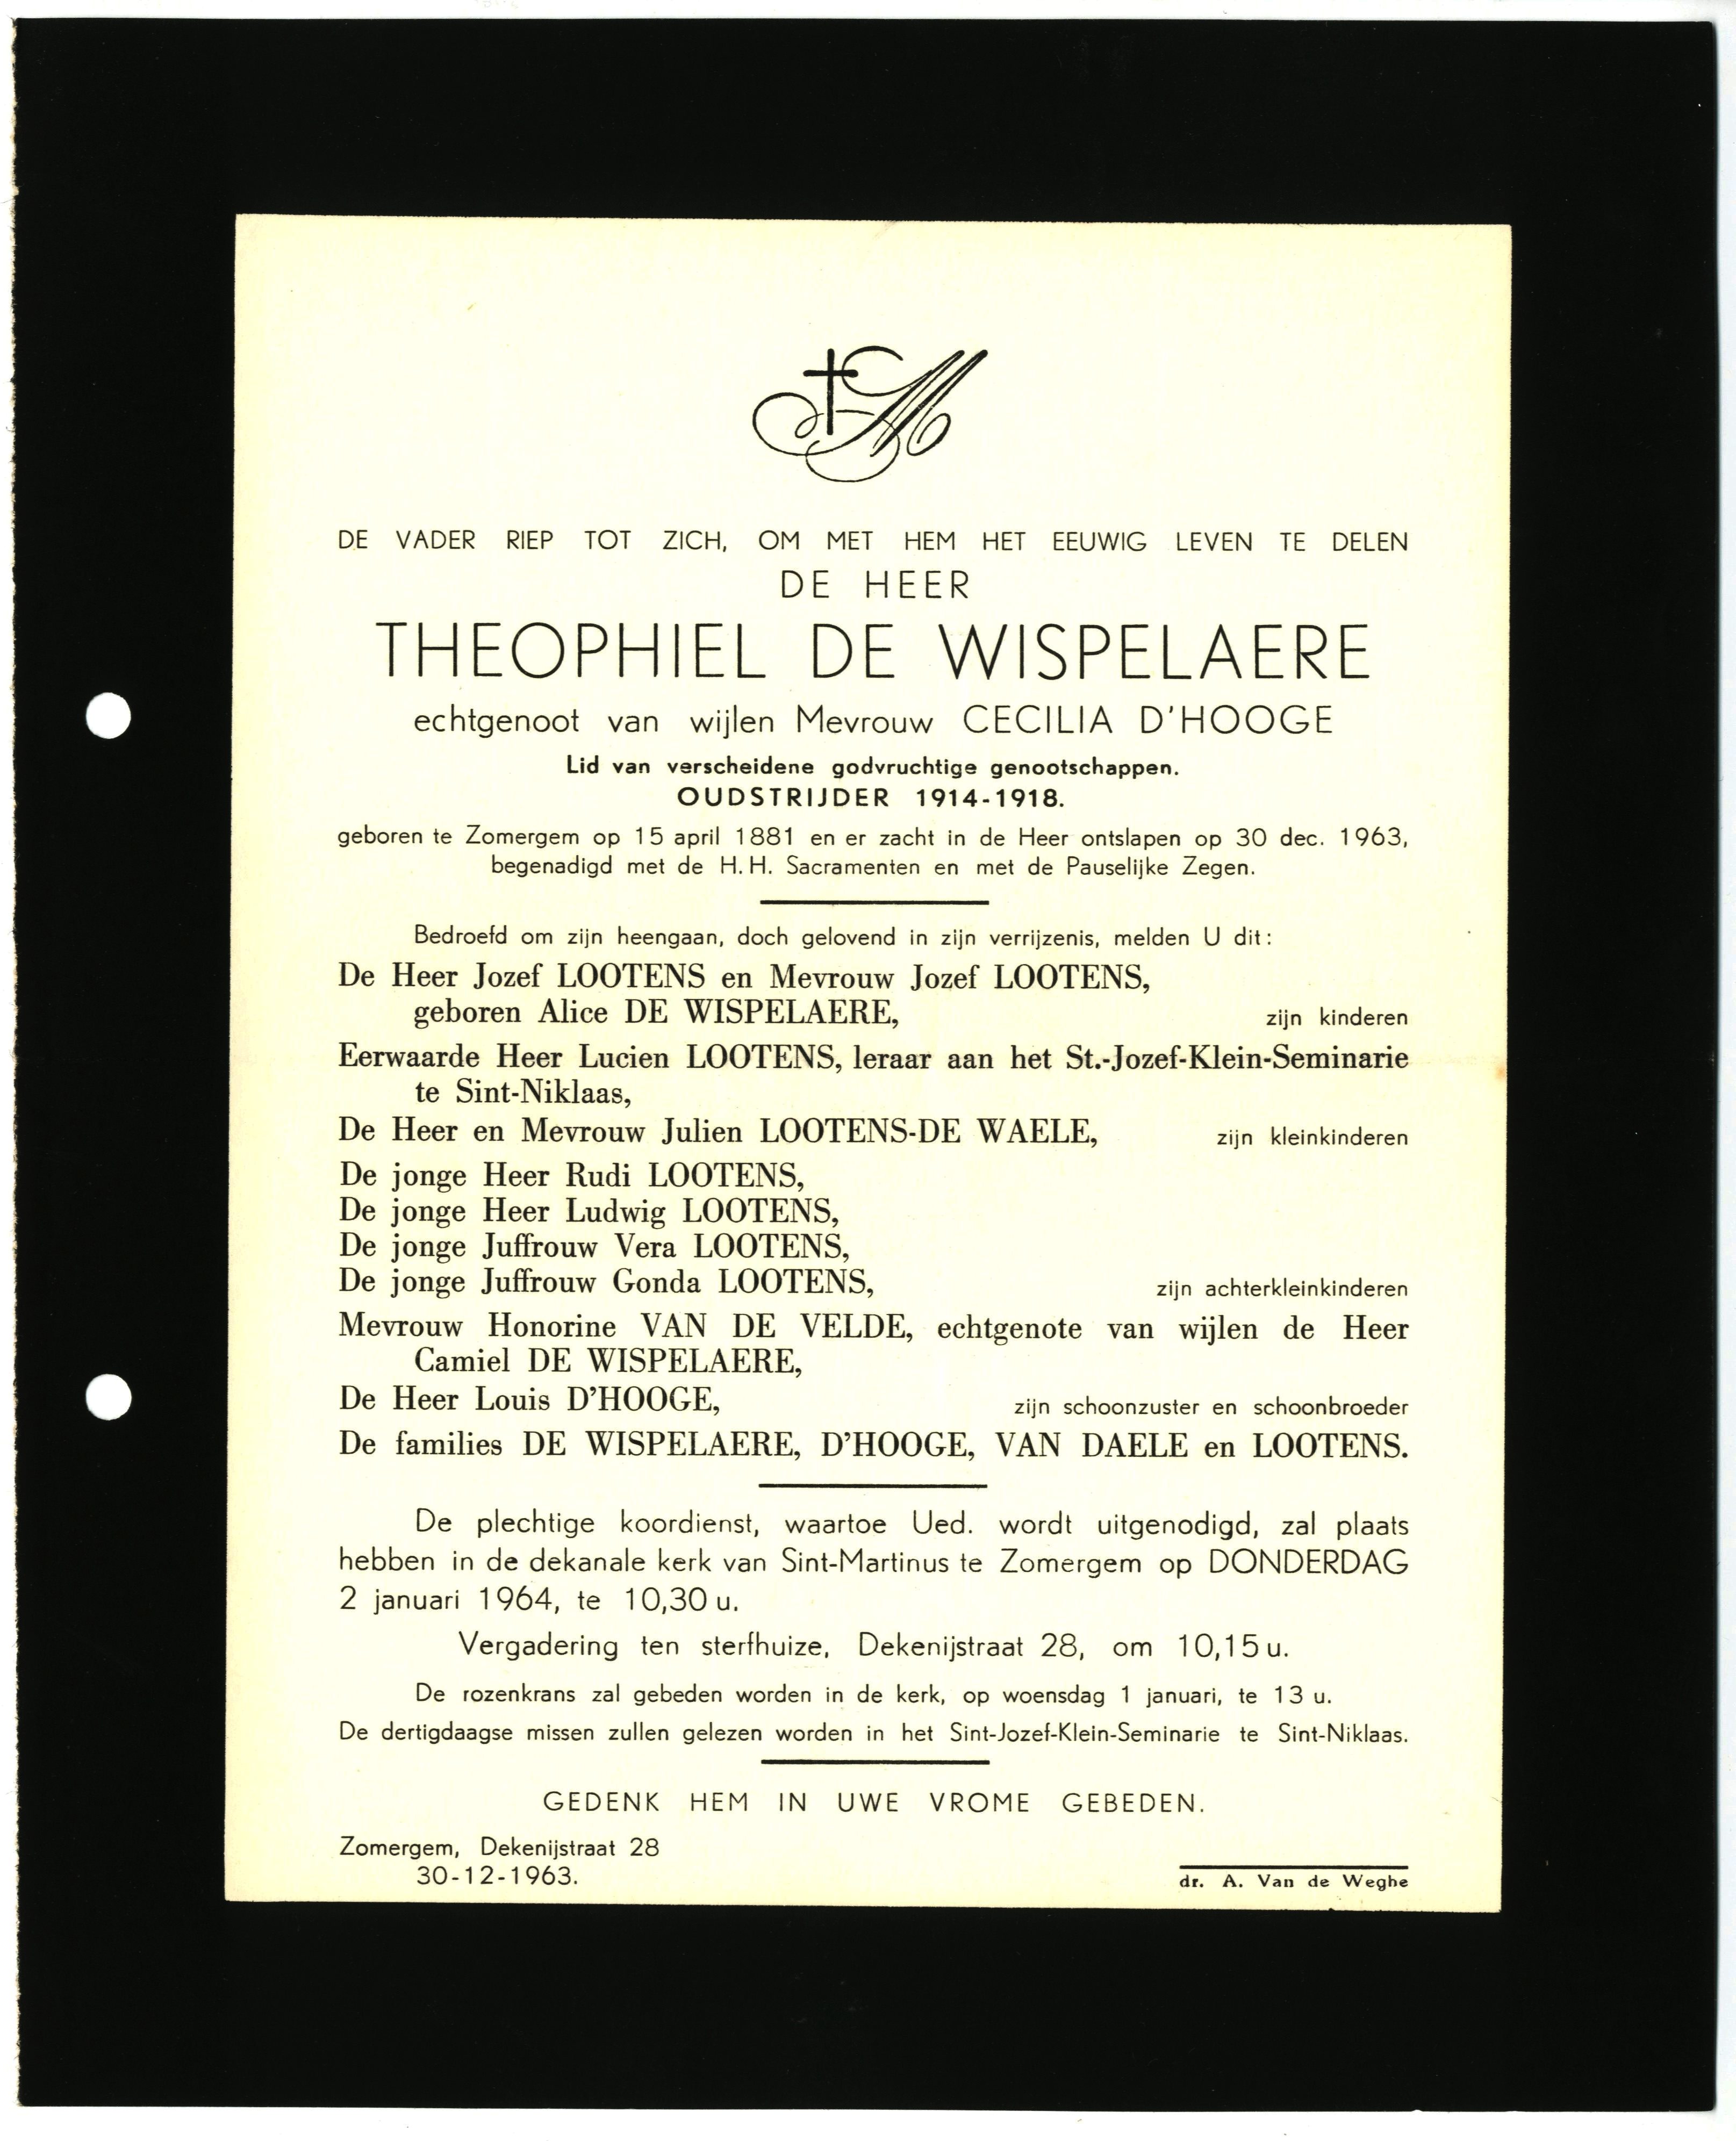 DE VADER RIEP TOT ZICH, OM MET HEM HET EEUWIG LEVEN TE DELEN
DE HEER
THEOPHIEL DE WISPELAERE
echtgenoot van wijlen Mevrouw CECILIA D'HOOGE
Lid van verscheidene godvruchtige genootschappen.
OUDSTRIJDER 1914-1918.
geboren te Zomergem op 15 april 1881 en er zacht in de Heer ontslapen op 30 dec. 1963,
begenadigd met de H.H. Sacramenten en met de Pauselijke Zegen.
Bedroefd om zijn heengaan, doch gelovend in zijn verrijzenis, melden U dit:
De Heer Jozef LOOTENS en Mevrouw Jozef LOOTENS,
geboren Alice DE WISPELAERE, zijn kinderen
Eerwaarde Heer Lucien LOOTENS, leraar aan het St.-Jozef-Klein-Seminarie
te Sint-Niklaas,
De Heer en Mevrouw Julien LOOTENS-DE WAELE, zijn kleinkinderen
De jonge Heer Rudi LOOTENS,
De jonge Heer Ludwig LOOTENS,
De jonge Juffrouw Vera LOOTENS,
De jonge Juffrouw Gonda LOOTENS, zijn achterkleinkinderen
Mevrouw Honorine VAN DE VELDE, echtgenote van wijlen de Heer
Camiel DE WISPELAERE,
De Heer Louis D'HOOGE, zijn schoonzuster en schoonbroeder
De families DE WISPELAERE, D'HOOGE, VAN DAELE en LOOTENS.
De plechtige koordienst, waartoe Ued. wordt uitgenodigd, zal plaats
hebben in de dekanale kerk van Sint-Martinus te Zomergem op DONDERDAG
2 januari 1964, te 10,30 u.
Vergadering ten sterfhuize, Dekenijstraat 28, om 10,15 u.
De rozenkrans zal gebeden worden in de kerk, op woensdag 1 januari, te 13 u.
De dertigdaagse missen zullen gelezen worden in het Sint-Jozef-Klein-Seminarie te Sint-Niklaas.
GEDENK HEM IN UWE VROME GEBEDEN.
Zomergem, Dekenijstraat 28
30-12-1963.
dr. A. Van de Weghe